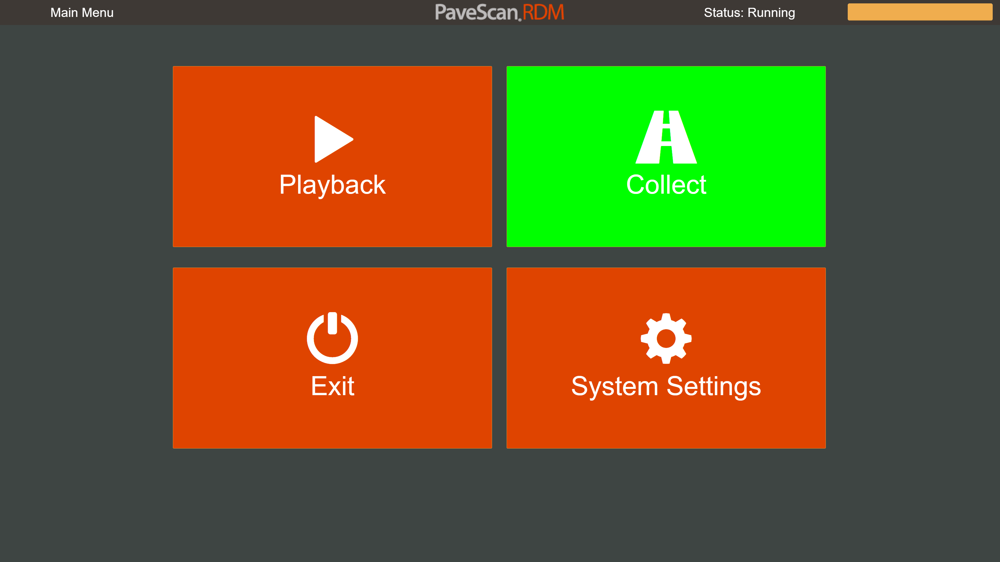 Main Menu
PaveScan® RDM
Status: Running
Playback
Collect
Exit
System Settings